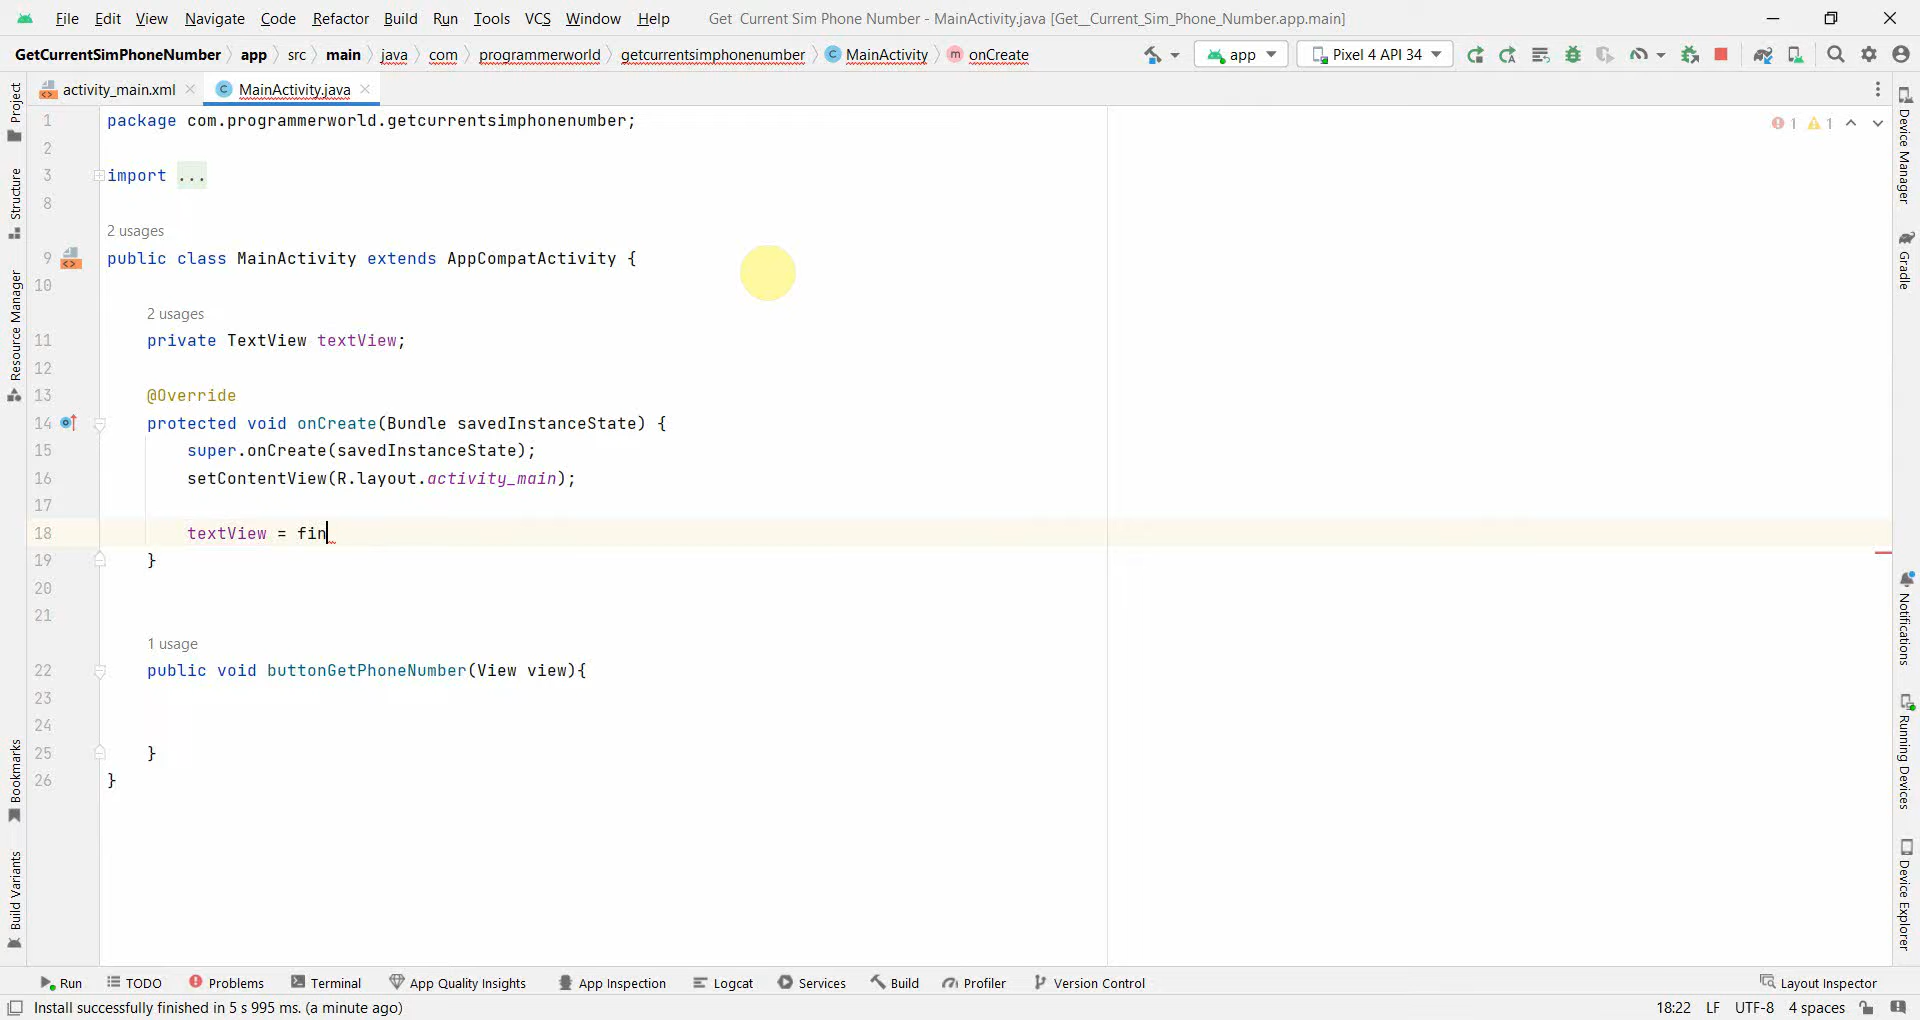 File Edit View Navigate Code Refactor Build Run Tools VCS Window Help Get Current Sim Phone Number - MainActivity.java [Get__Current_Sim_Phone_Number.app.main]
GetCurrentSimPhoneNumber app src main java com programmerworld getcurrentsimphonenumber MainActivity onCreate app Pixel 4 API 34
activity_main.xml MainActivity.java
1 package com.programmerworld.getcurrentsimphonenumber;
1 1
2
3 import ...
8
2 usages
9 public class MainActivity extends AppCompatActivity {
10
2 usages
11 private TextView textView;
12
13 @Override
14 protected void onCreate(Bundle savedInstanceState) {
15 super.onCreate(savedInstanceState);
16 setContentView(R.layout.activity_main);
17
18 textView = fin
19 }
20
21
1 usage
22 public void buttonGetPhoneNumber(View view){
23
24
25 }
26 }
Project
Structure
Resource Manager
Bookmarks
Build Variants
Device Manager
Gradle
Notifications
Running Devices
Device Explorer
Run TODO Problems Terminal App Quality Insights App Inspection Logcat Services Build Profiler Version Control Layout Inspector
Install successfully finished in 5 s 995 ms. (a minute ago) 18:22 LF UTF-8 4 spaces